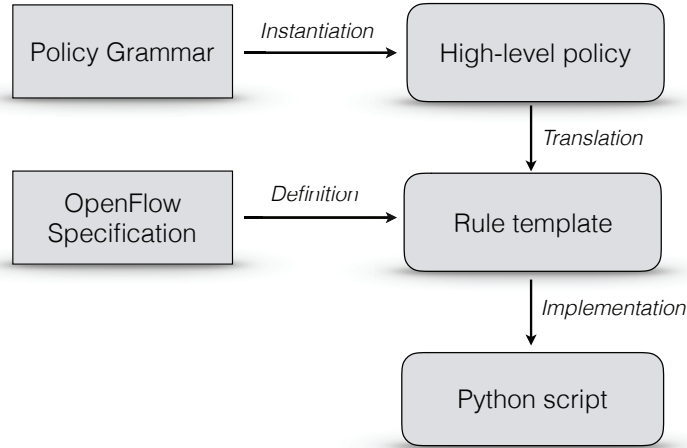 Policy Grammar
Instantiation
High-level policy
Translation
OpenFlow
Specification
Definition
Rule template
Implementation
Python script